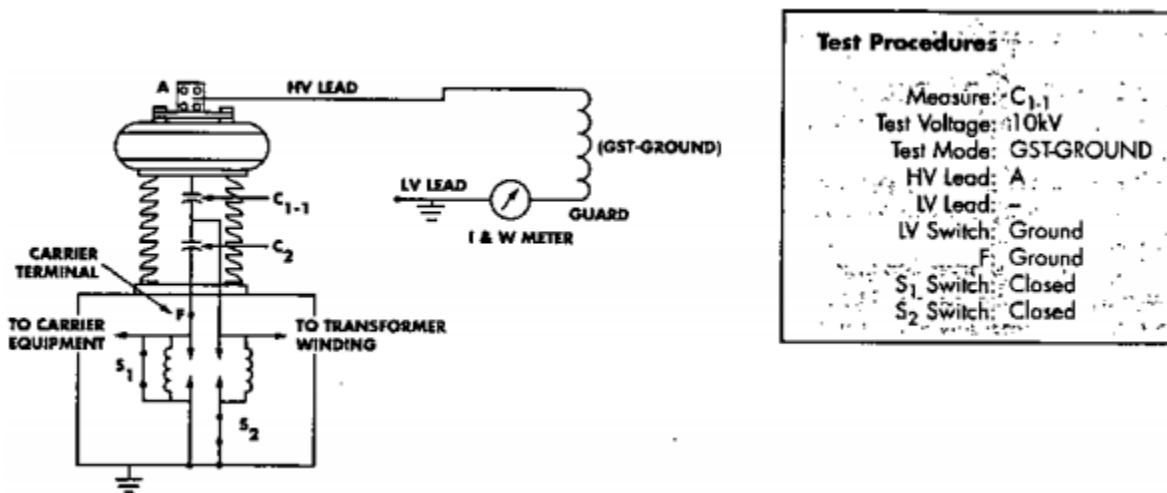 A
HV LEAD
(GST-GROUND)
LV LEAD
GUARD
I & W METER
C1-1
C2
CARRIER
TERMINAL
F
TO CARRIER
EQUIPMENT
TO TRANSFORMER
WINDING
S1
S2
Test Procedures
Measure: C1-1
Test Voltage: 10kV
Test Mode: GST-GROUND
HV Lead: A
LV Lead: –
LV Switch: Ground
F: Ground
S1 Switch: Closed
S2 Switch: Closed